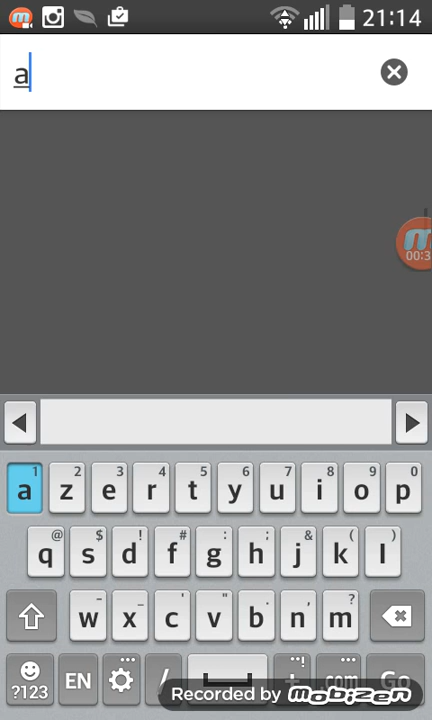 21:14
a
00:3
1 2 3 4 5 6 7 8 9 0
a z e r t y u i o p
@ $ ! # : ; & ( )
q s d f g h j k l
- _ ' " . , ?
w x c v b n m
?123 EN / com Go
Recorded by mobizen